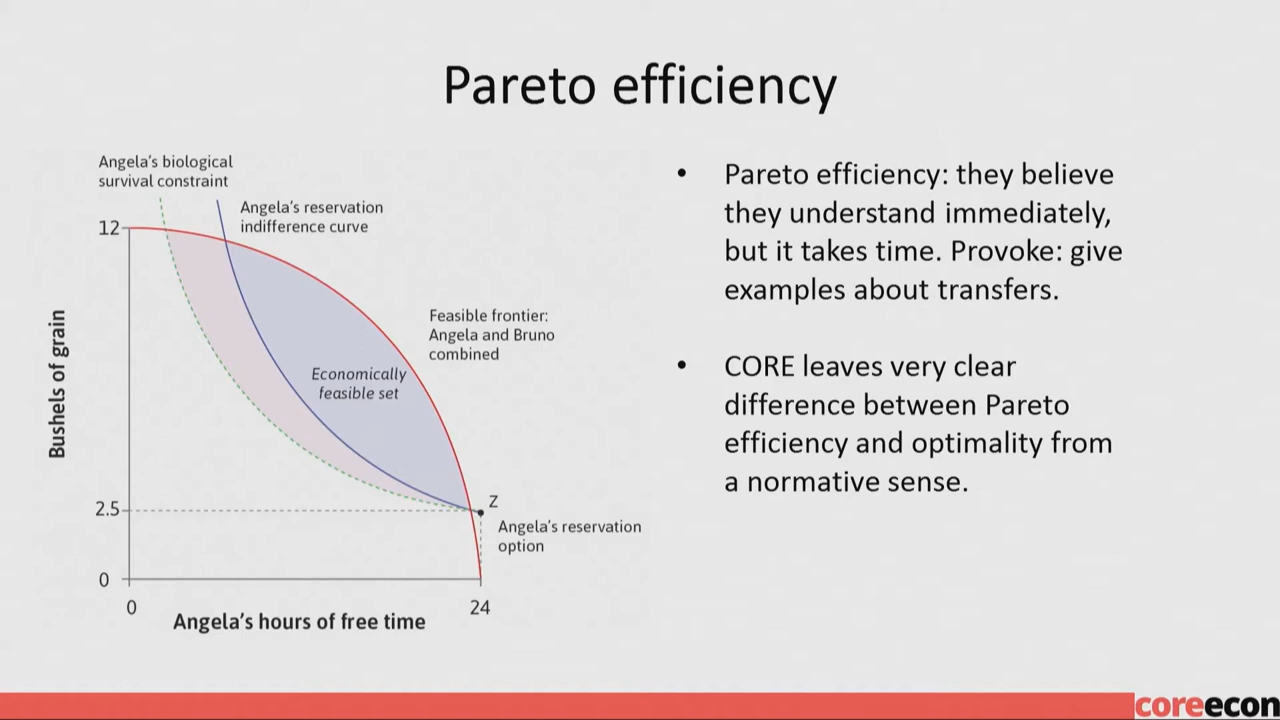 Pareto efficiency
Angela's biological
survival constraint
Angela's reservation
indifference curve
12
Feasible frontier:
Angela and Bruno
combined
Economically
feasible set
Bushels of grain
2.5
Z
Angela's reservation
option
0
0
24
Angela's hours of free time
• Pareto efficiency: they believe
they understand immediately,
but it takes time. Provoke: give
examples about transfers.
• CORE leaves very clear
difference between Pareto
efficiency and optimality from
a normative sense.
coreecon